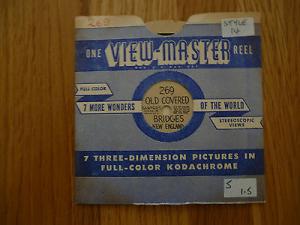 269
STYLE
14
ONE VIEW-MASTER REEL
FULL COLOR
7 MORE WONDERS
269
OLD COVERED
BRIDGES
NEW ENGLAND
OF THE WORLD
STEREOSCOPIC
VIEWS
7 THREE-DIMENSION PICTURES IN
FULL-COLOR KODACHROME
S
1.5